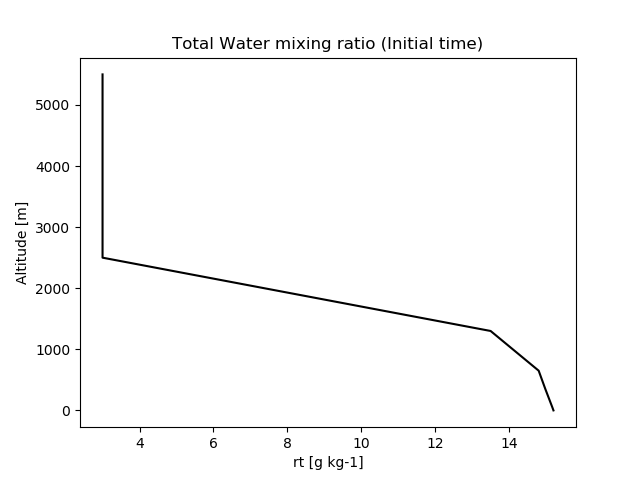 Total Water mixing ratio (Initial time)
Altitude [m]
5000
4000
3000
2000
1000
0
4 6 8 10 12 14
rt [g kg-1]